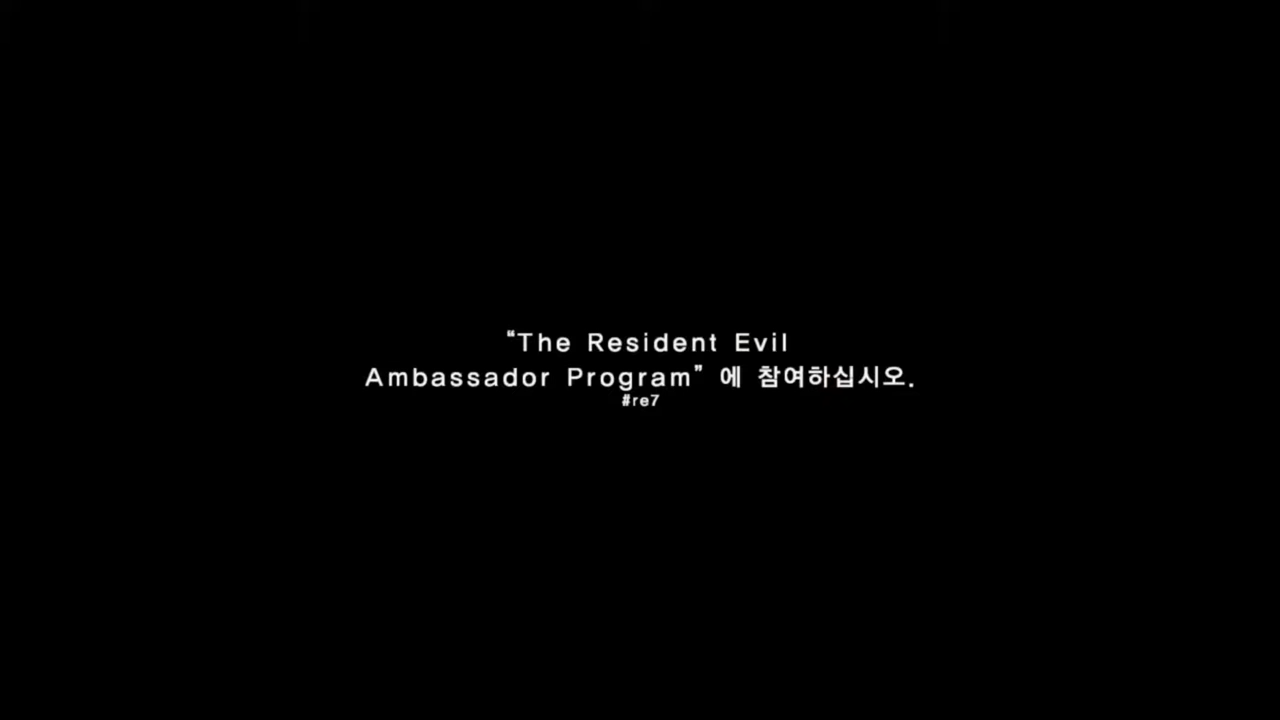 “The Resident Evil
Ambassador Program” 에 참여하십시오.
#re7